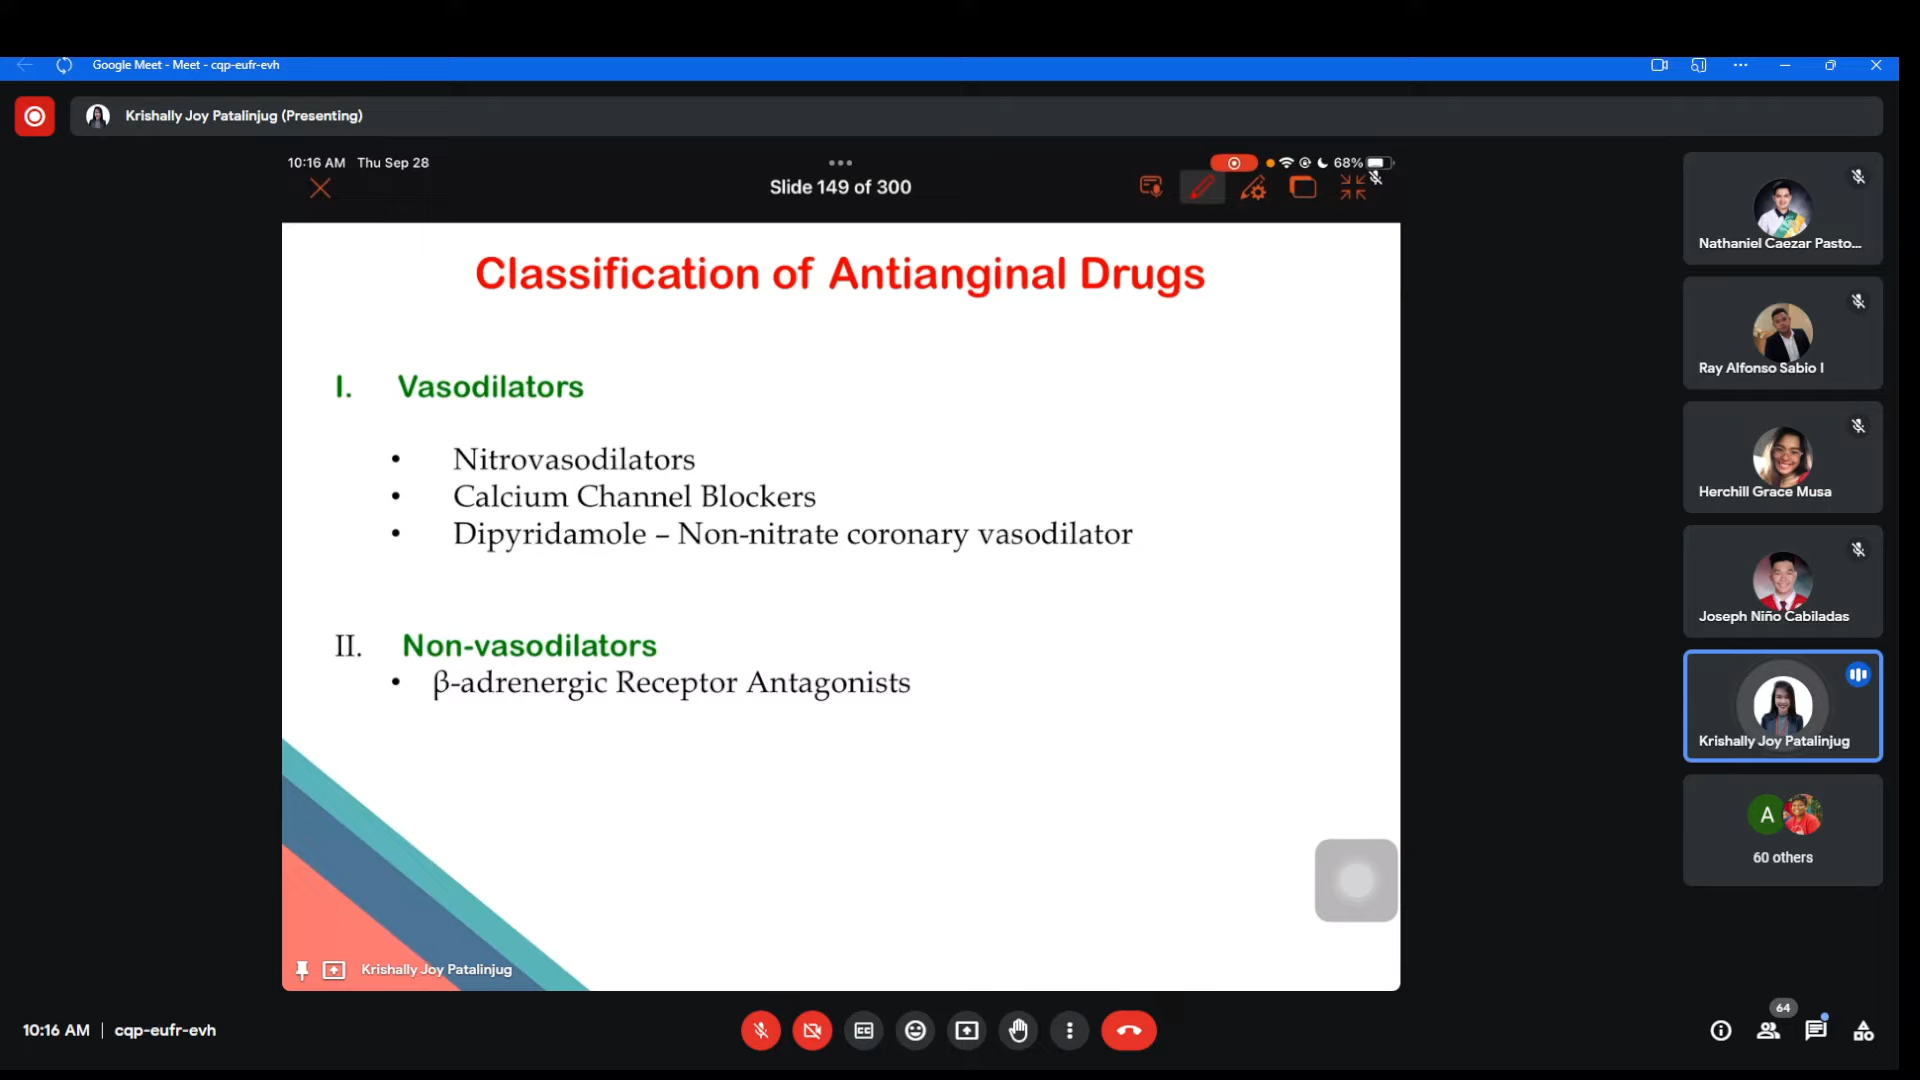 Google Meet - Meet - cqp-eufr-evh
Krishally Joy Patalinjug (Presenting)
10:16 AM Thu Sep 28
68%
Slide 149 of 300
Classification of Antianginal Drugs
I. Vasodilators
• Nitrovasodilators
• Calcium Channel Blockers
• Dipyridamole – Non-nitrate coronary vasodilator
II. Non-vasodilators
• β-adrenergic Receptor Antagonists
Krishally Joy Patalinjug
Nathaniel Caezar Pasto...
Ray Alfonso Sabio I
Herchill Grace Musa
Joseph Niño Cabiladas
Krishally Joy Patalinjug
A
60 others
10:16 AM | cqp-eufr-evh
64